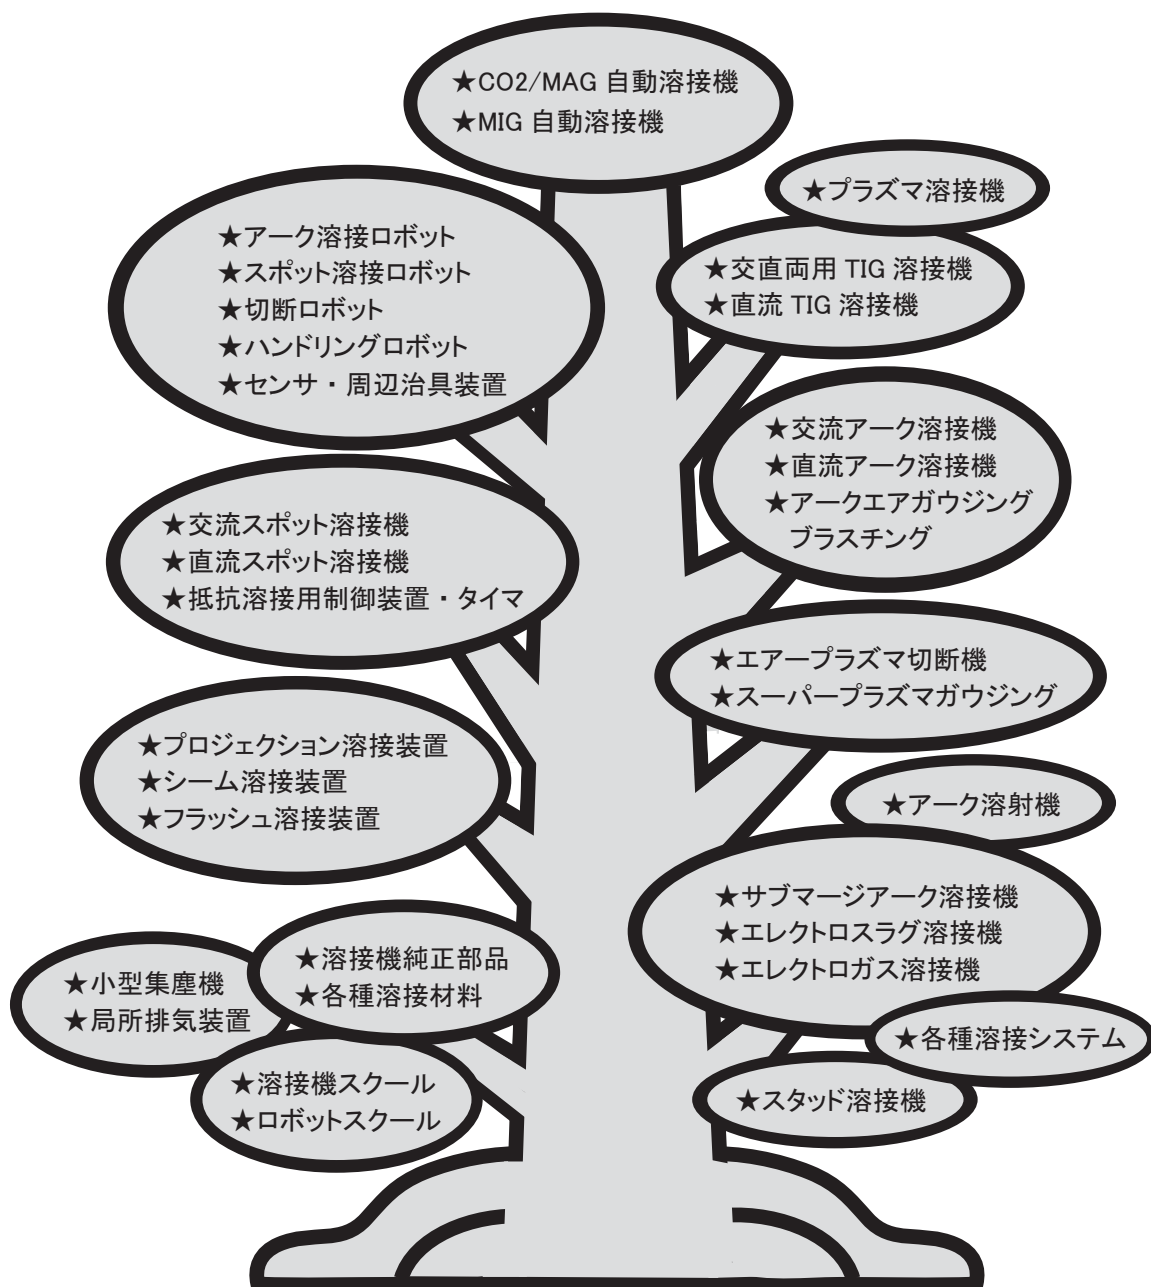 ★CO2/MAG 自動溶接機
★MIG 自動溶接機
★プラズマ溶接機
★交直両用 TIG 溶接機
★直流 TIG 溶接機
★アーク溶接ロボット
★スポット溶接ロボット
★切断ロボット
★ハンドリングロボット
★センサ・周辺治具装置
★交流アーク溶接機
★直流アーク溶接機
★アークエアガウジング
ブラスチング
★交流スポット溶接機
★直流スポット溶接機
★抵抗溶接用制御装置・タイマ
★エアープラズマ切断機
★スーパープラズマガウジング
★プロジェクション溶接装置
★シーム溶接装置
★フラッシュ溶接装置
★アーク溶射機
★サブマージアーク溶接機
★エレクトロスラグ溶接機
★エレクトロガス溶接機
★溶接機純正部品
★各種溶接材料
★小型集塵機
★局所排気装置
★各種溶接システム
★溶接機スクール
★ロボットスクール
★スタッド溶接機